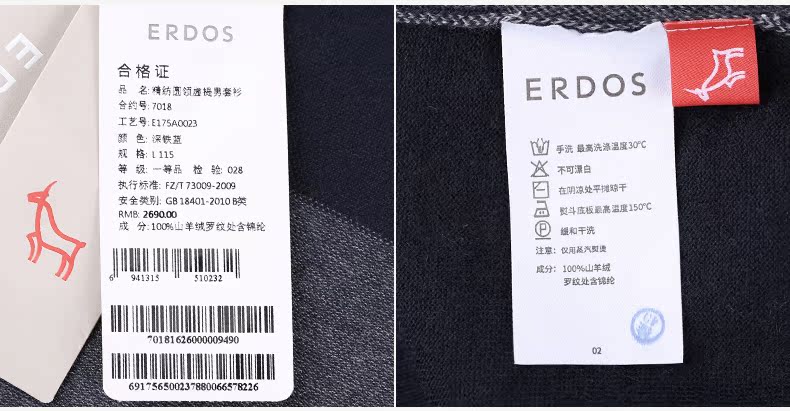 ERDOS
合格证
品 名: 精纺圆领虚梭男套衫
合约号: 7018
工艺号: E175A0023
颜 色: 深铁蓝
规 格: L 115
等 级: 一等品 检 验: 028
执行标准: FZ/T 73009-2009
安全类别: GB 18401-2010 B类
RMB: 2690.00
成 分: 100%山羊绒罗纹处含锦纶
6 941315 510232
70181626000009490
69175650023788006657822​6
ERDOS
手洗 最高洗涤温度30℃
不可漂白
在阴凉处平摊晾干
熨斗底板最高温度150℃
P 缓和干洗
注意: 仅用蒸汽熨烫
成分: 100%山羊绒
罗纹处含锦纶
02